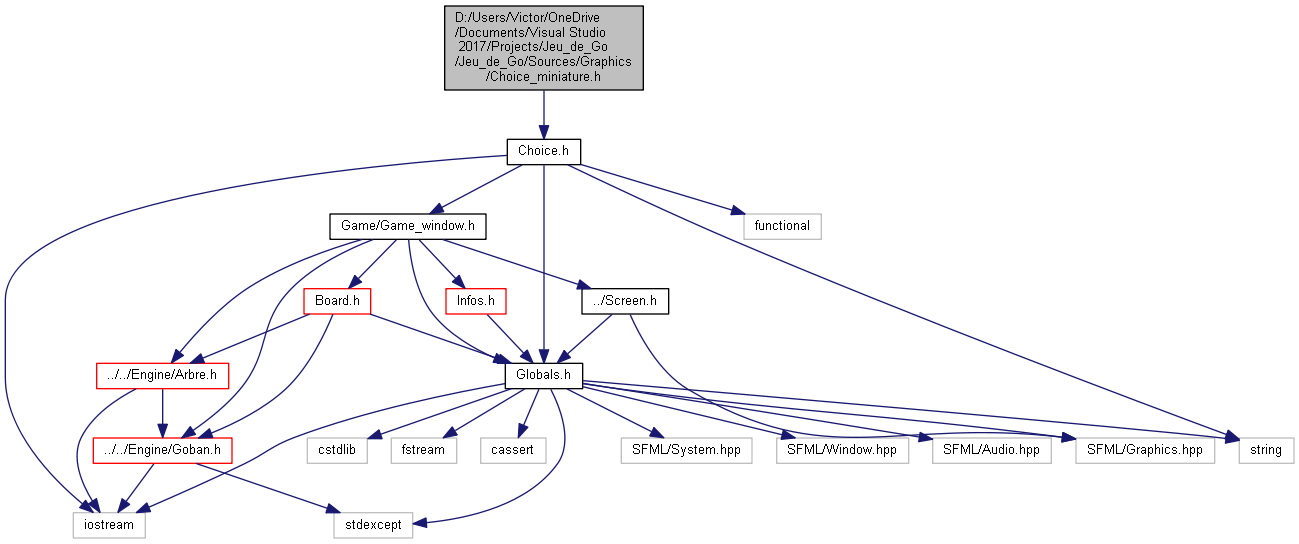 D:/Users/Victor/OneDrive
/Documents/Visual Studio
2017/Projects/Jeu_de_Go
/Jeu_de_Go/Sources/Graphics
/Choice_miniature.h
Choice.h
Game/Game_window.h
functional
Board.h
Infos.h
../Screen.h
../../Engine/Arbre.h
Globals.h
../../Engine/Goban.h
cstdlib
fstream
cassert
SFML/System.hpp
SFML/Window.hpp
SFML/Audio.hpp
SFML/Graphics.hpp
string
iostream
stdexcept